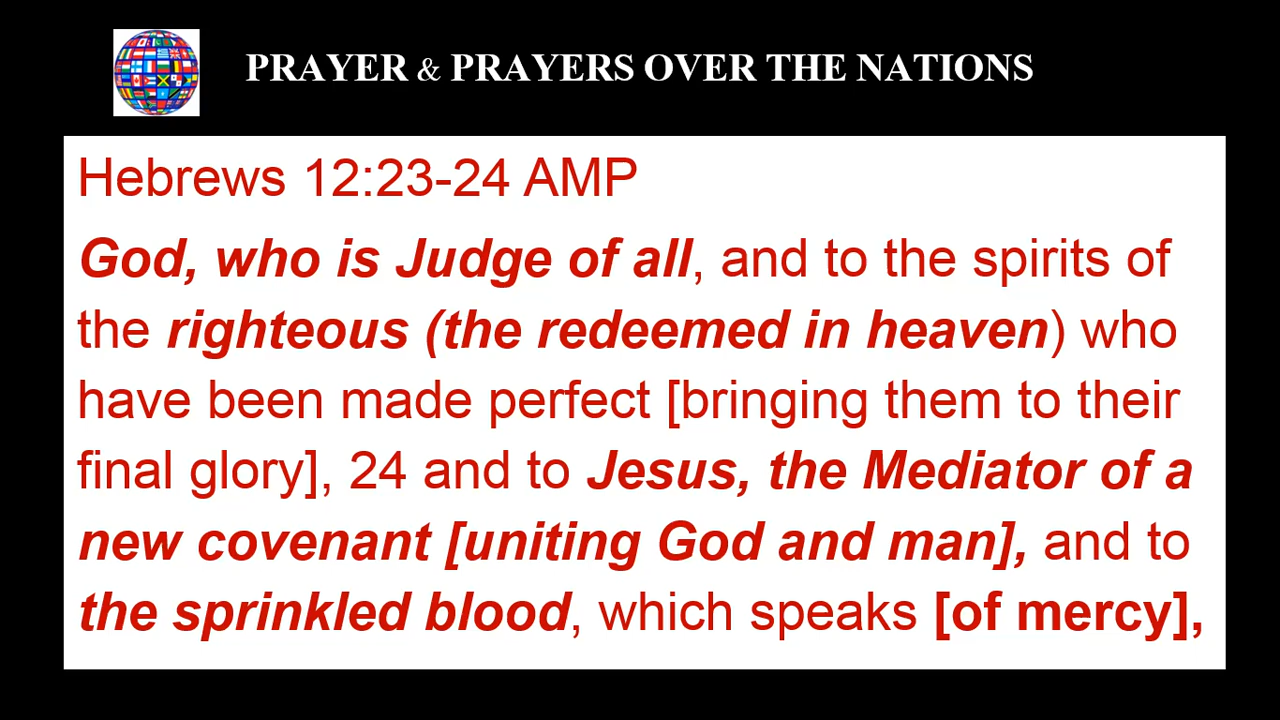 PRAYER & PRAYERS OVER THE NATIONS
Hebrews 12:23-24 AMP
God, who is Judge of all, and to the spirits of
the righteous (the redeemed in heaven) who
have been made perfect [bringing them to their
final glory], 24 and to Jesus, the Mediator of a
new covenant [uniting God and man], and to
the sprinkled blood, which speaks [of mercy],